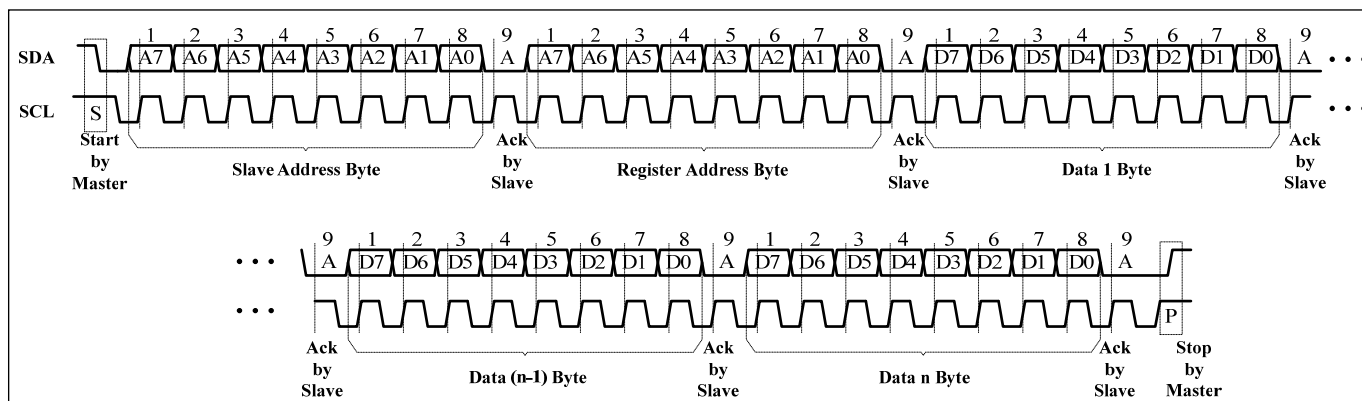 1 2 3 4 5 6 7 8 9 1 2 3 4 5 6 7 8 9 1 2 3 4 5 6 7 8 9
SDA A7 A6 A5 A4 A3 A2 A1 A0 A A7 A6 A5 A4 A3 A2 A1 A0 A D7 D6 D5 D4 D3 D2 D1 D0 A • • •
SCL S • • •
Start by Master
Slave Address Byte
Ack by Slave
Register Address Byte
Ack by Slave
Data 1 Byte
Ack by Slave
9 1 2 3 4 5 6 7 8 9 1 2 3 4 5 6 7 8 9
• • • A D7 D6 D5 D4 D3 D2 D1 D0 A D7 D6 D5 D4 D3 D2 D1 D0 A
• • • P
Ack by Slave
Data (n-1) Byte
Ack by Slave
Data n Byte
Ack by Slave
Stop by Master